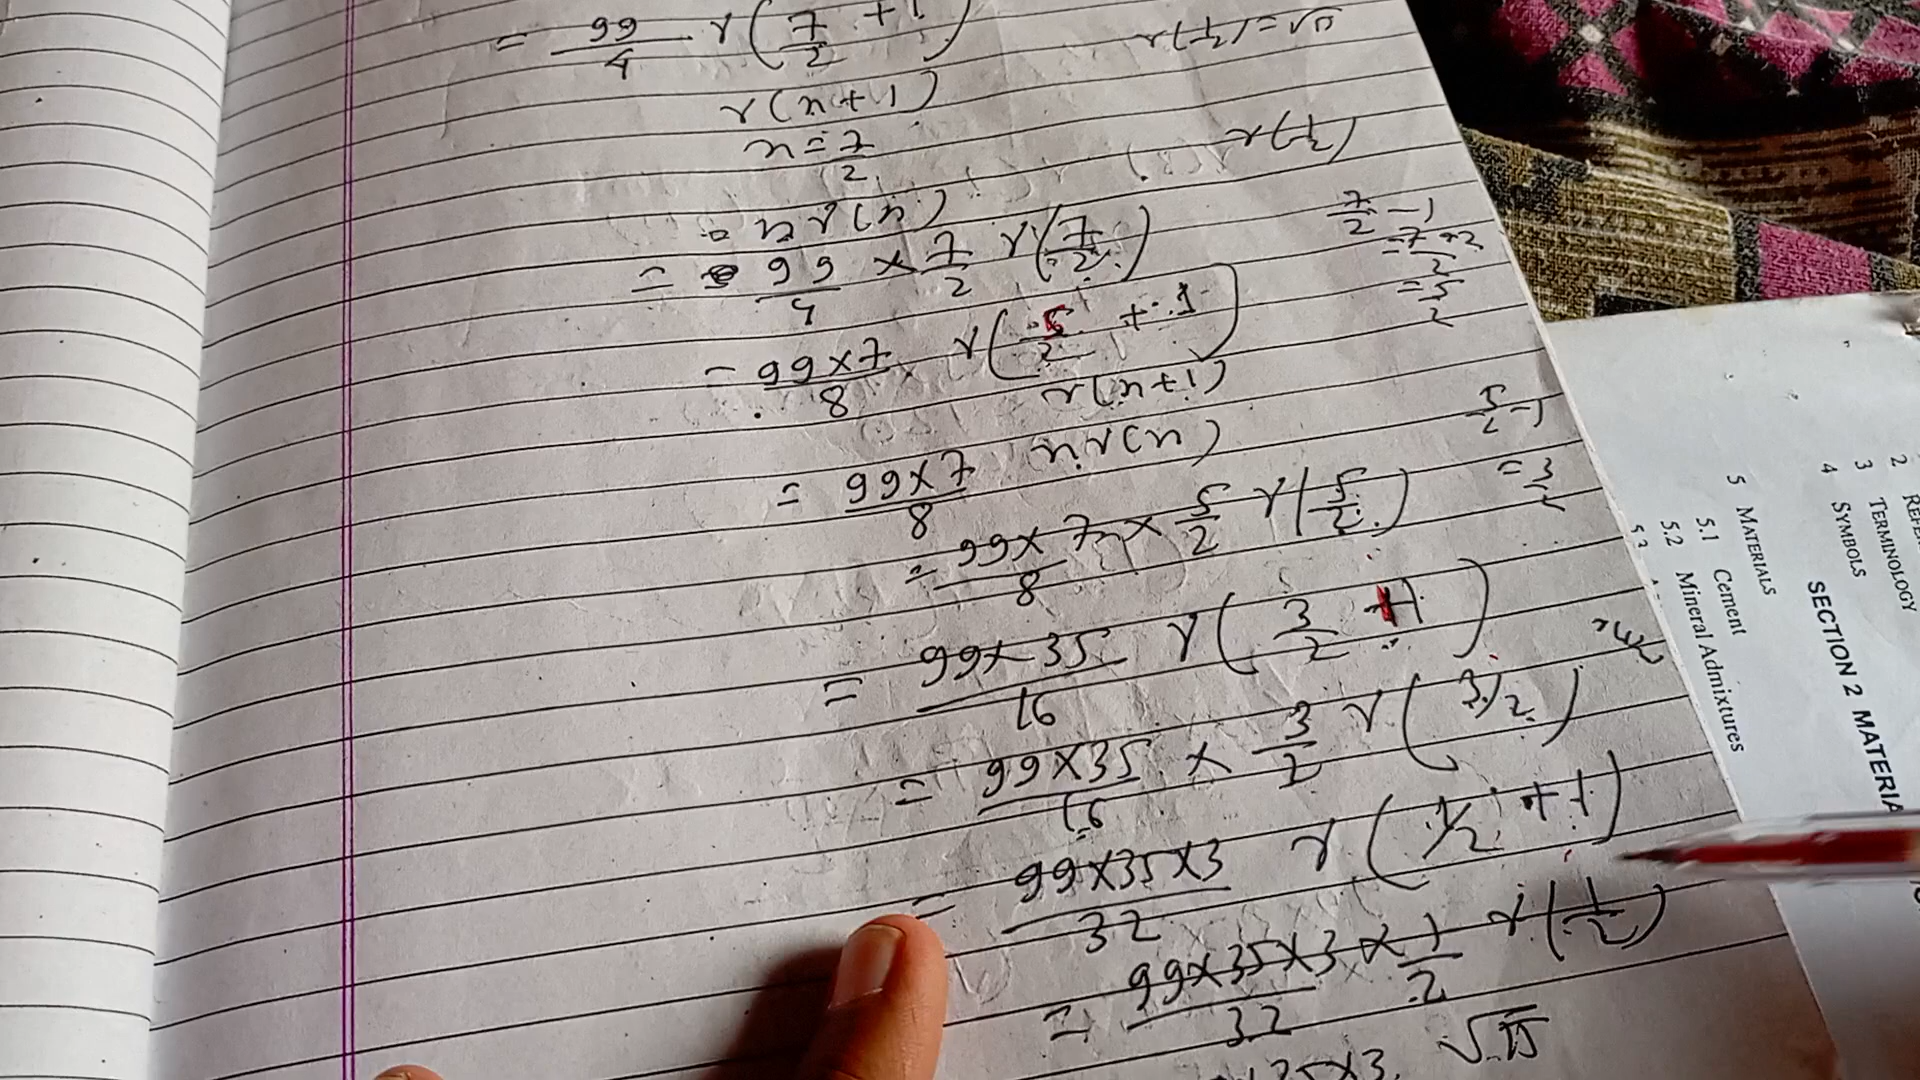 = 99/4 γ(7/2 + 1)
γ(n+1)
n = 7/2
= n γ(n)
= 99/4 × 7/2 γ(7/2)
= 99×7/8 γ(5/2 + 1)
γ(n+1)
= 99×7/8 n γ(n)
= 99×7/8 × 5/2 γ(5/2)
= 99×35/16 γ(3/2 +1)
= 99×35/16 × 3/2 γ(3/2)
= 99×35×3/32 γ(1/2 + 1)
= 99×35×3/32 × 1/2 γ(1/2)
×35×3 √π
γ(1/2) = √π
γ(1/2)
7/2 - 1
= 5/2
5/2 - 1
= 3/2
2
3 TERMINOLOGY
4 SYMBOLS
SECTION 2
5 MATERIALS
5.1 Cement
5.2 Mineral Admixtures